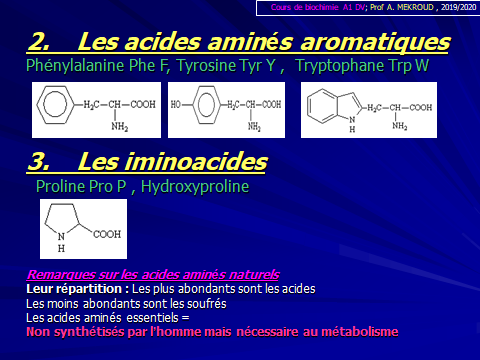 Cours de biochimie A1 DV; Prof A. MEKROUD , 2019/2020
2. Les acides aminés aromatiques
Phénylalanine Phe F, Tyrosine Tyr Y , Tryptophane Trp W
H₂C—CH—COOH
NH₂
HO H₂C—CH—COOH
NH₂
H₂C—CH—COOH
N NH₂
H
3. Les iminoacides
Proline Pro P , Hydroxyproline
N COOH
H
Remarques sur les acides aminés naturels
Leur répartition : Les plus abondants sont les acides
Les moins abondants sont les soufrés
Les acides aminés essentiels =
Non synthétisés par l'homme mais nécessaire au métabolisme